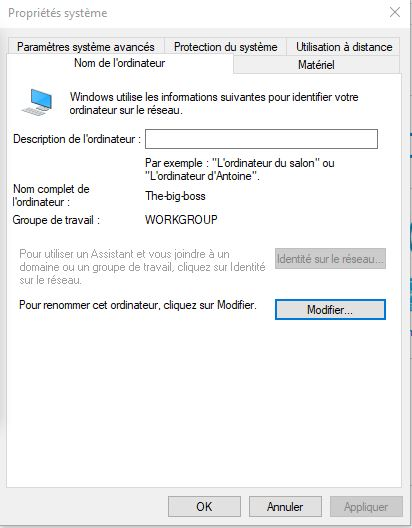 Propriétés système
Paramètres système avancés
Protection du système
Utilisation à distance
Nom de l'ordinateur
Matériel
Windows utilise les informations suivantes pour identifier votre
ordinateur sur le réseau.
Description de l'ordinateur :
Par exemple : "L'ordinateur du salon" ou
"L'ordinateur d'Antoine".
Nom complet de
l'ordinateur :
The-big-boss
Groupe de travail :
WORKGROUP
Pour utiliser un Assistant et vous joindre à un
domaine ou un groupe de travail, cliquez sur Identité
sur le réseau.
Identité sur le réseau...
Pour renommer cet ordinateur, cliquez sur Modifier.
Modifier...
OK
Annuler
Appliquer